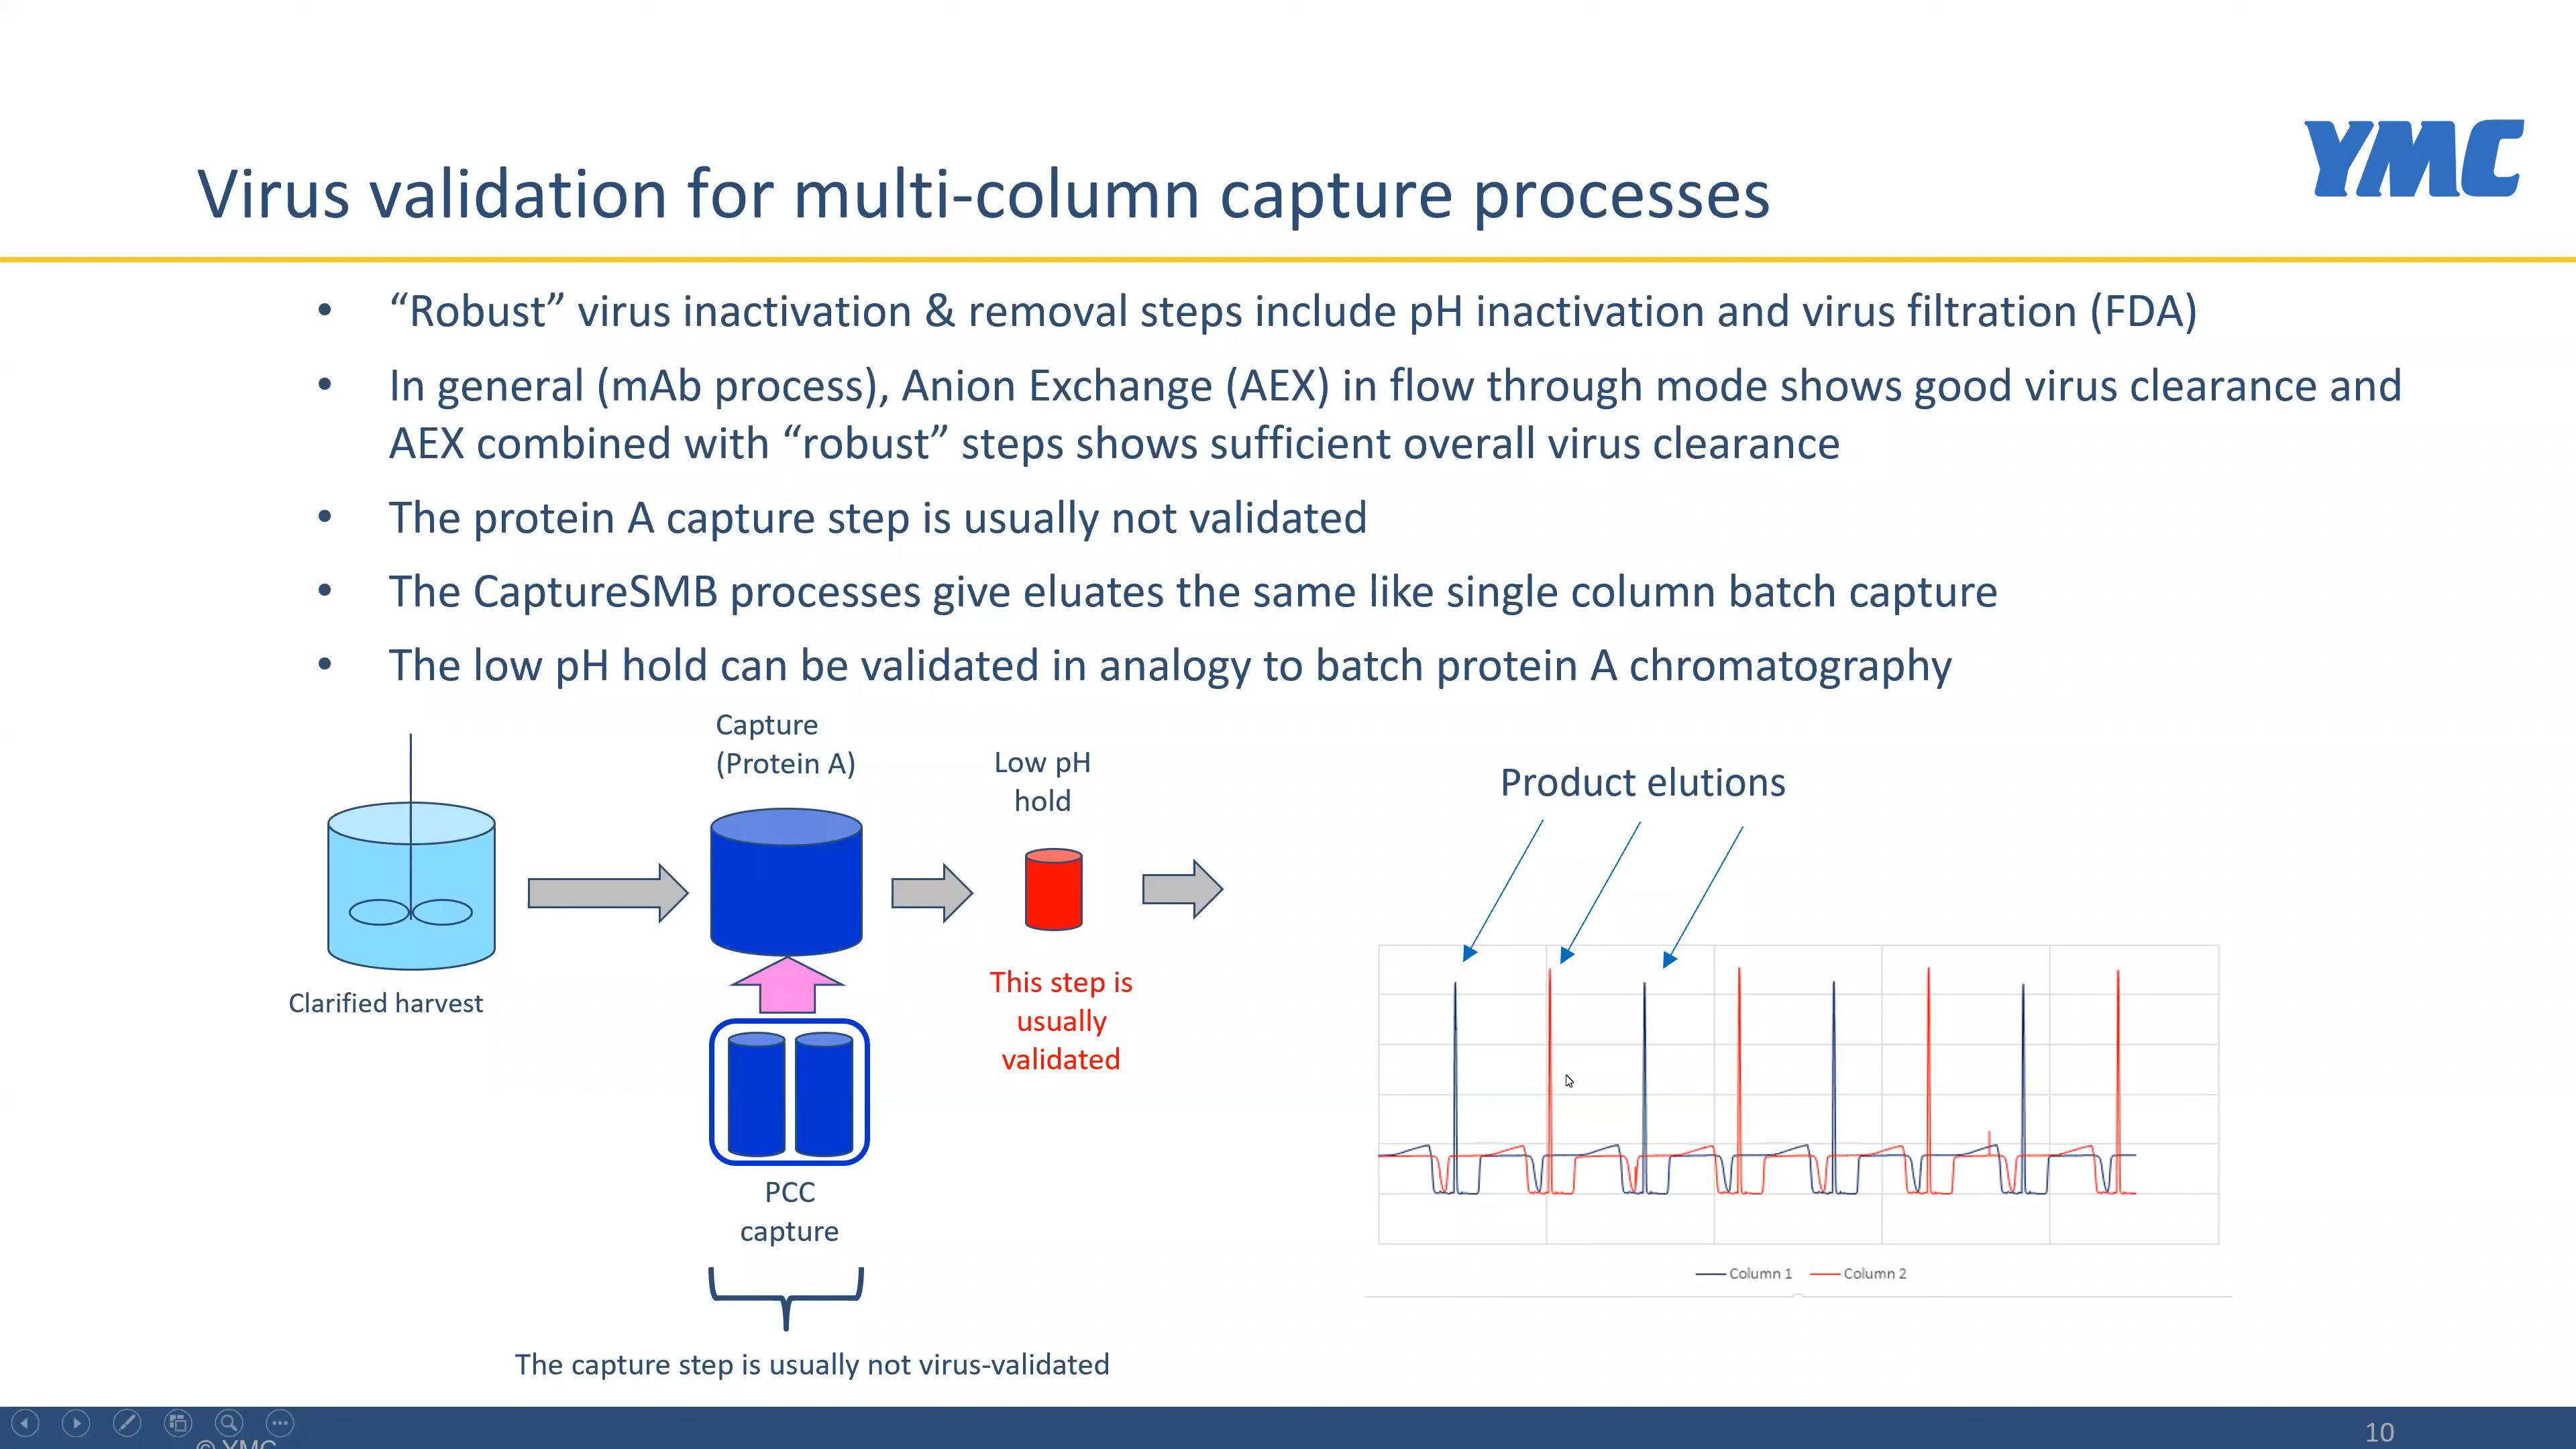 YMC
Virus validation for multi-column capture processes
• “Robust” virus inactivation & removal steps include pH inactivation and virus filtration (FDA)
• In general (mAb process), Anion Exchange (AEX) in flow through mode shows good virus clearance and
AEX combined with “robust” steps shows sufficient overall virus clearance
• The protein A capture step is usually not validated
• The CaptureSMB processes give eluates the same like single column batch capture
• The low pH hold can be validated in analogy to batch protein A chromatography
Capture
(Protein A)
Low pH
hold
Clarified harvest
This step is
usually
validated
PCC
capture
The capture step is usually not virus-validated
Product elutions
Column 1
Column 2
© YMC
10